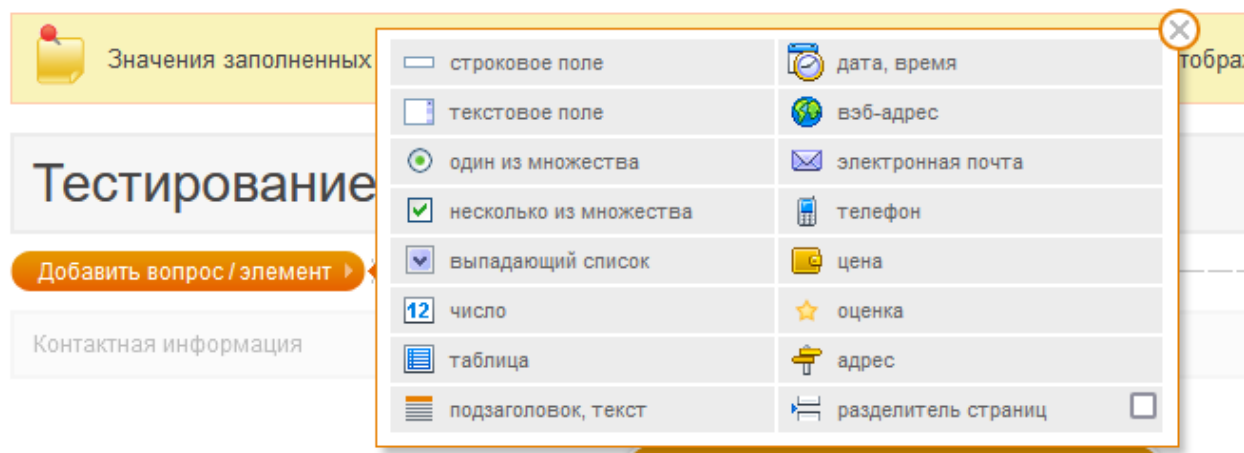 Значения заполненных
Тестирование
Добавить вопрос / элемент
Контактная информация
строковое поле
дата, время
текстовое поле
вэб-адрес
один из множества
электронная почта
несколько из множества
телефон
выпадающий список
цена
12 число
оценка
таблица
адрес
подзаголовок, текст
разделитель страниц